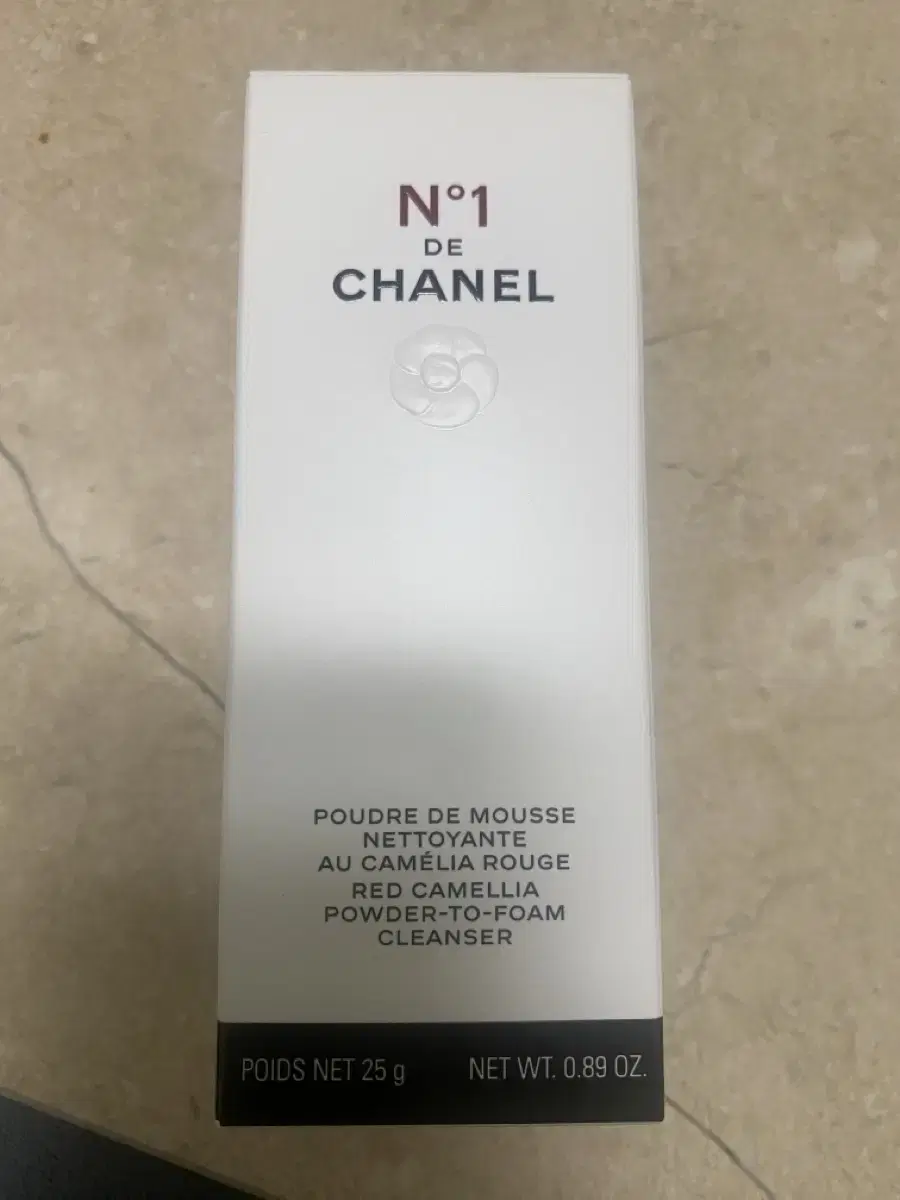 N°1
DE
CHANEL
POUDRE DE MOUSSE
NETTOYANTE
AU CAMÉLIA ROUGE
RED CAMELLIA
POWDER-TO-FOAM
CLEANSER
POIDS NET 25 g NET WT. 0.89 OZ.